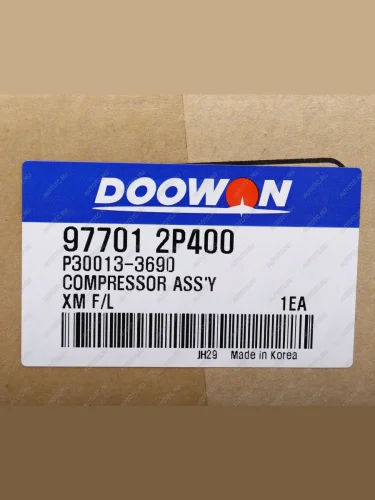 DOOWON
97701 2P400
P30013-3690
COMPRESSOR ASS'Y
XM F/L 1EA
JH29 Made in Korea